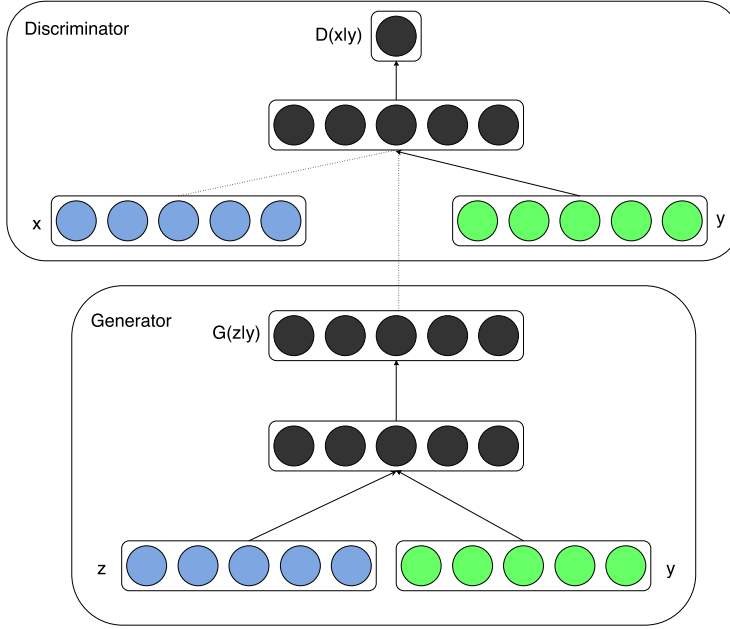 Discriminator
D(x|y)
x
y
Generator
G(z|y)
z
y